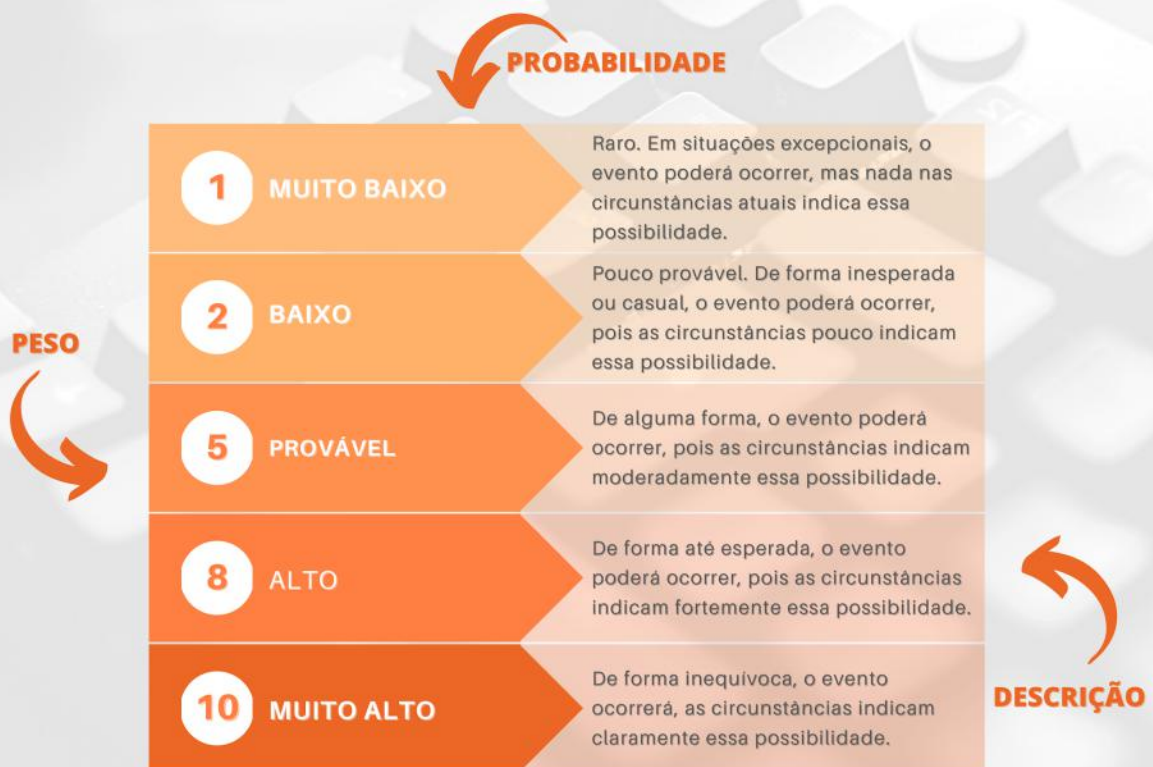 PROBABILIDADE
1
MUITO BAIXO
Raro. Em situações excepcionais, o
evento poderá ocorrer, mas nada nas
circunstâncias atuais indica essa
possibilidade.
2
BAIXO
Pouco provável. De forma inesperada
ou casual, o evento poderá ocorrer,
pois as circunstâncias pouco indicam
essa possibilidade.
PESO
5
PROVÁVEL
De alguma forma, o evento poderá
ocorrer, pois as circunstâncias indicam
moderadamente essa possibilidade.
8
ALTO
De forma até esperada, o evento
poderá ocorrer, pois as circunstâncias
indicam fortemente essa possibilidade.
10
MUITO ALTO
De forma inequívoca, o evento
ocorrerá, as circunstâncias indicam
claramente essa possibilidade.
DESCRIÇÃO